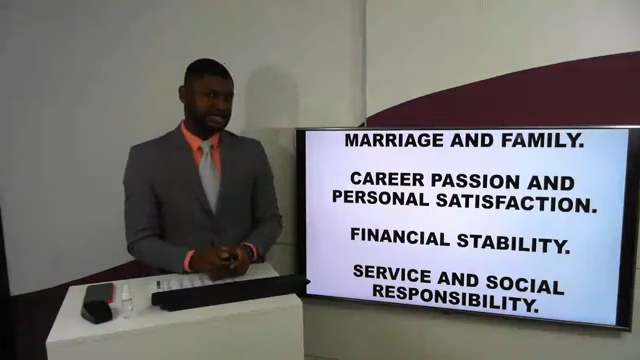 MARRIAGE AND FAMILY.
CAREER PASSION AND
PERSONAL SATISFACTION.
FINANCIAL STABILITY.
SERVICE AND SOCIAL
RESPONSIBILITY.